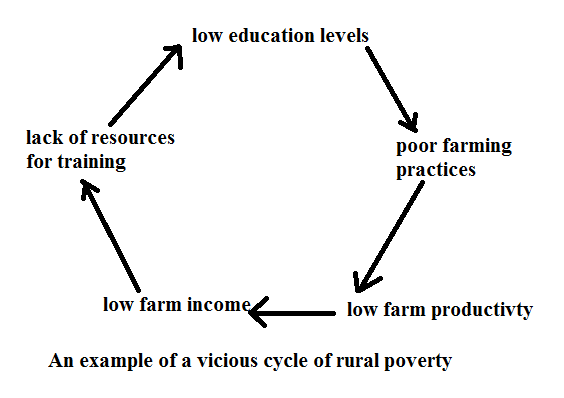 low education levels
poor farming
practices
low farm productivty
low farm income
lack of resources
for training
An example of a vicious cycle of rural poverty